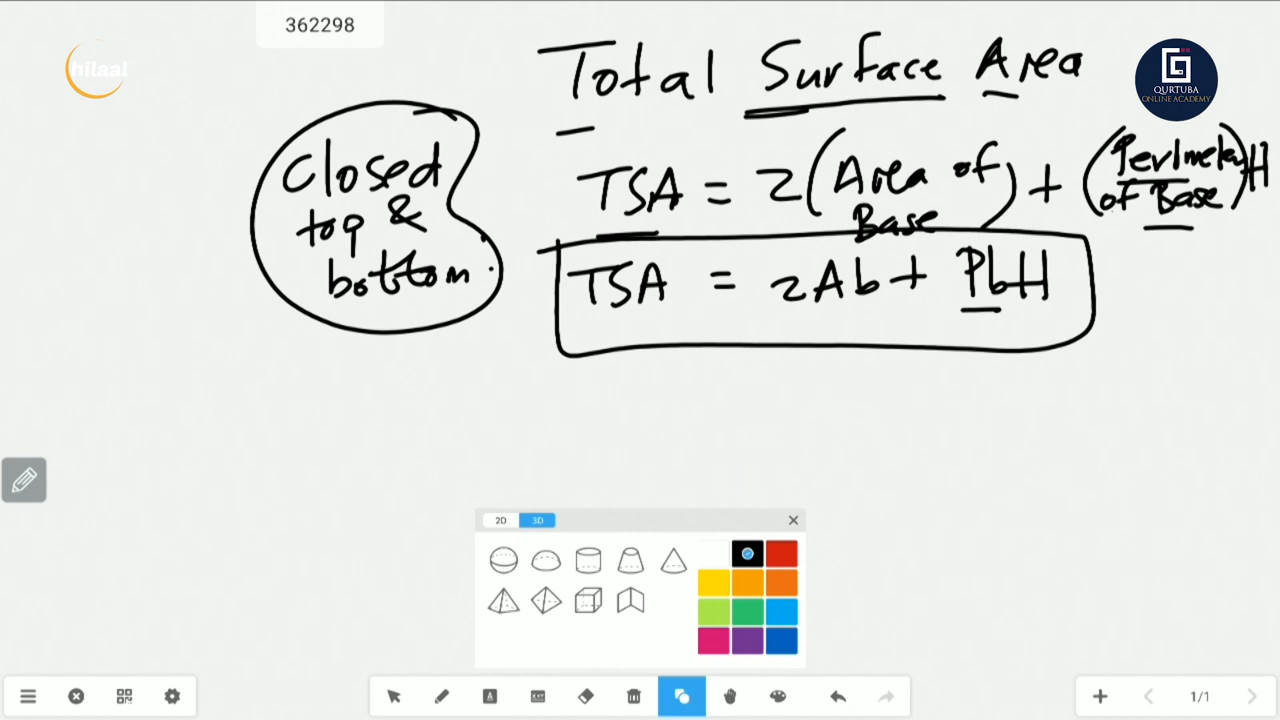 362298
hilaal
QURTUBA
ONLINE ACADEMY
Total Surface Area
TSA = 2(Area of Base) + (Perimeter of Base)H
TSA = 2Ab + PbH
closed
top &
bottom
2D 3D
1/1